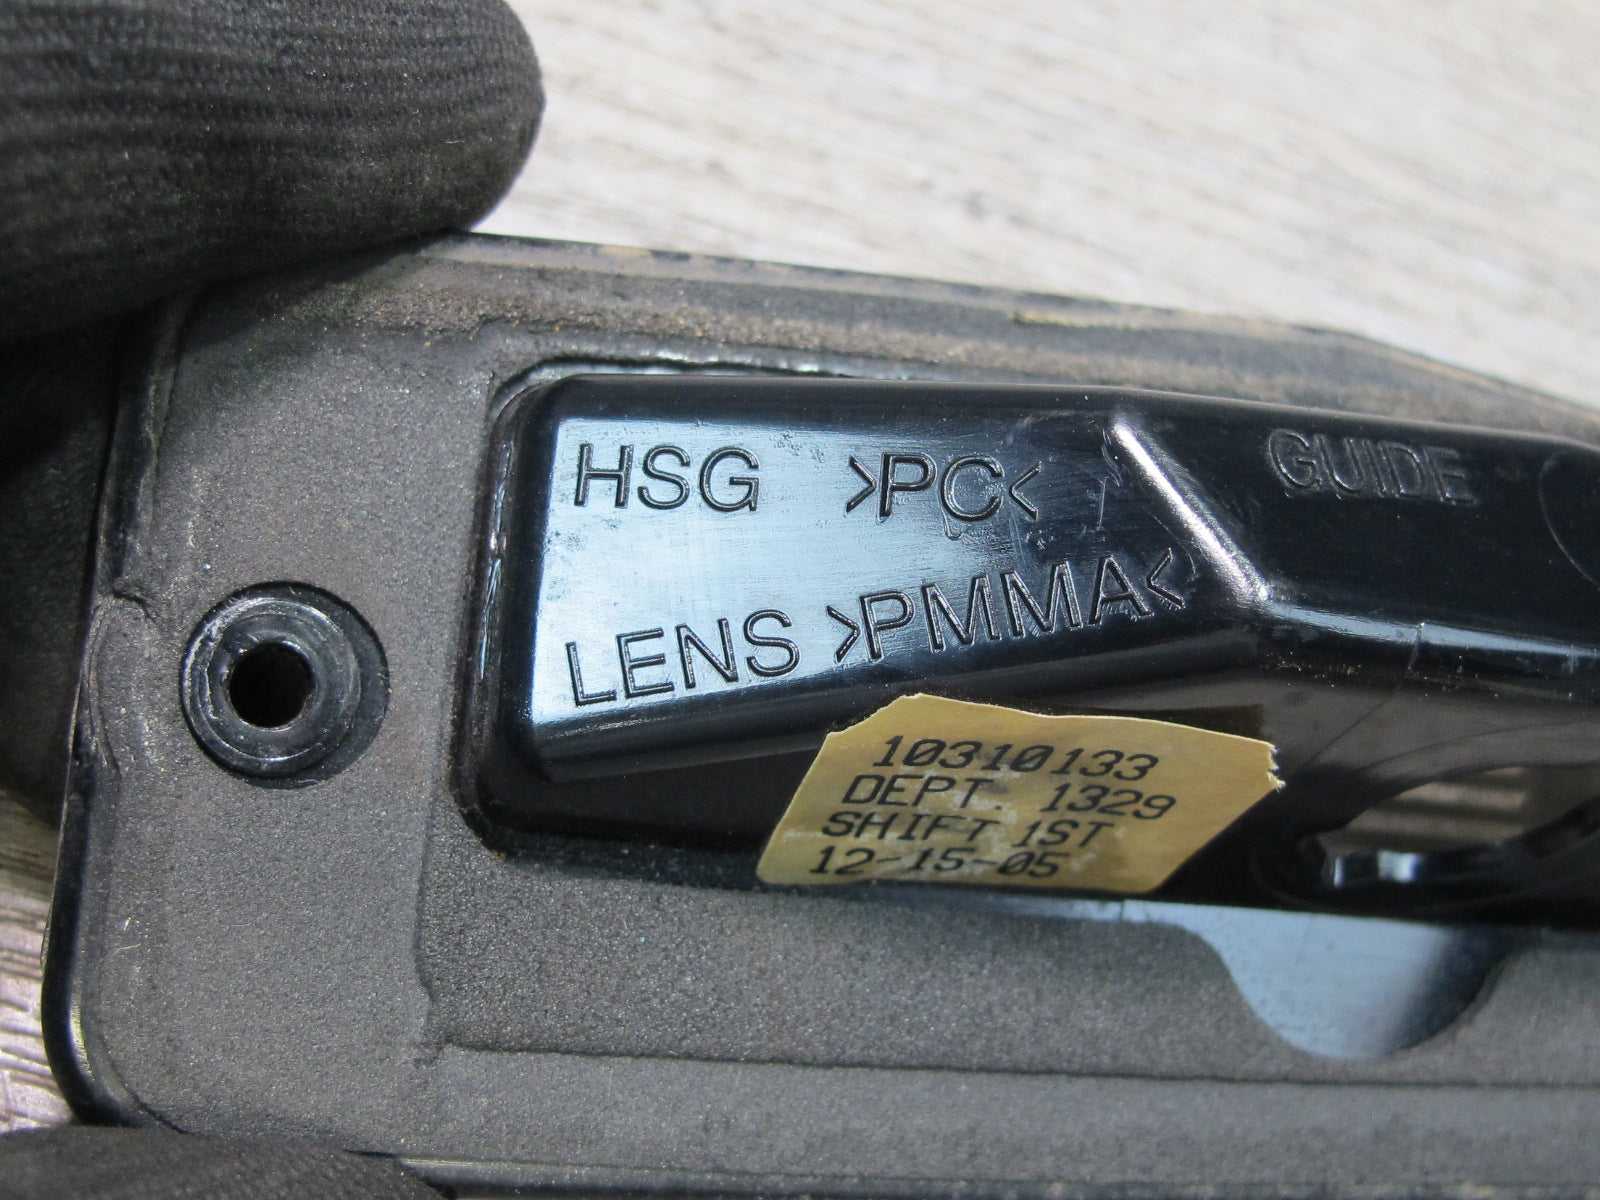 HSG >PC<
GUIDE
LENS >PMMA<
10310133
DEPT. 1329
SHIFT 1ST
12-15-05